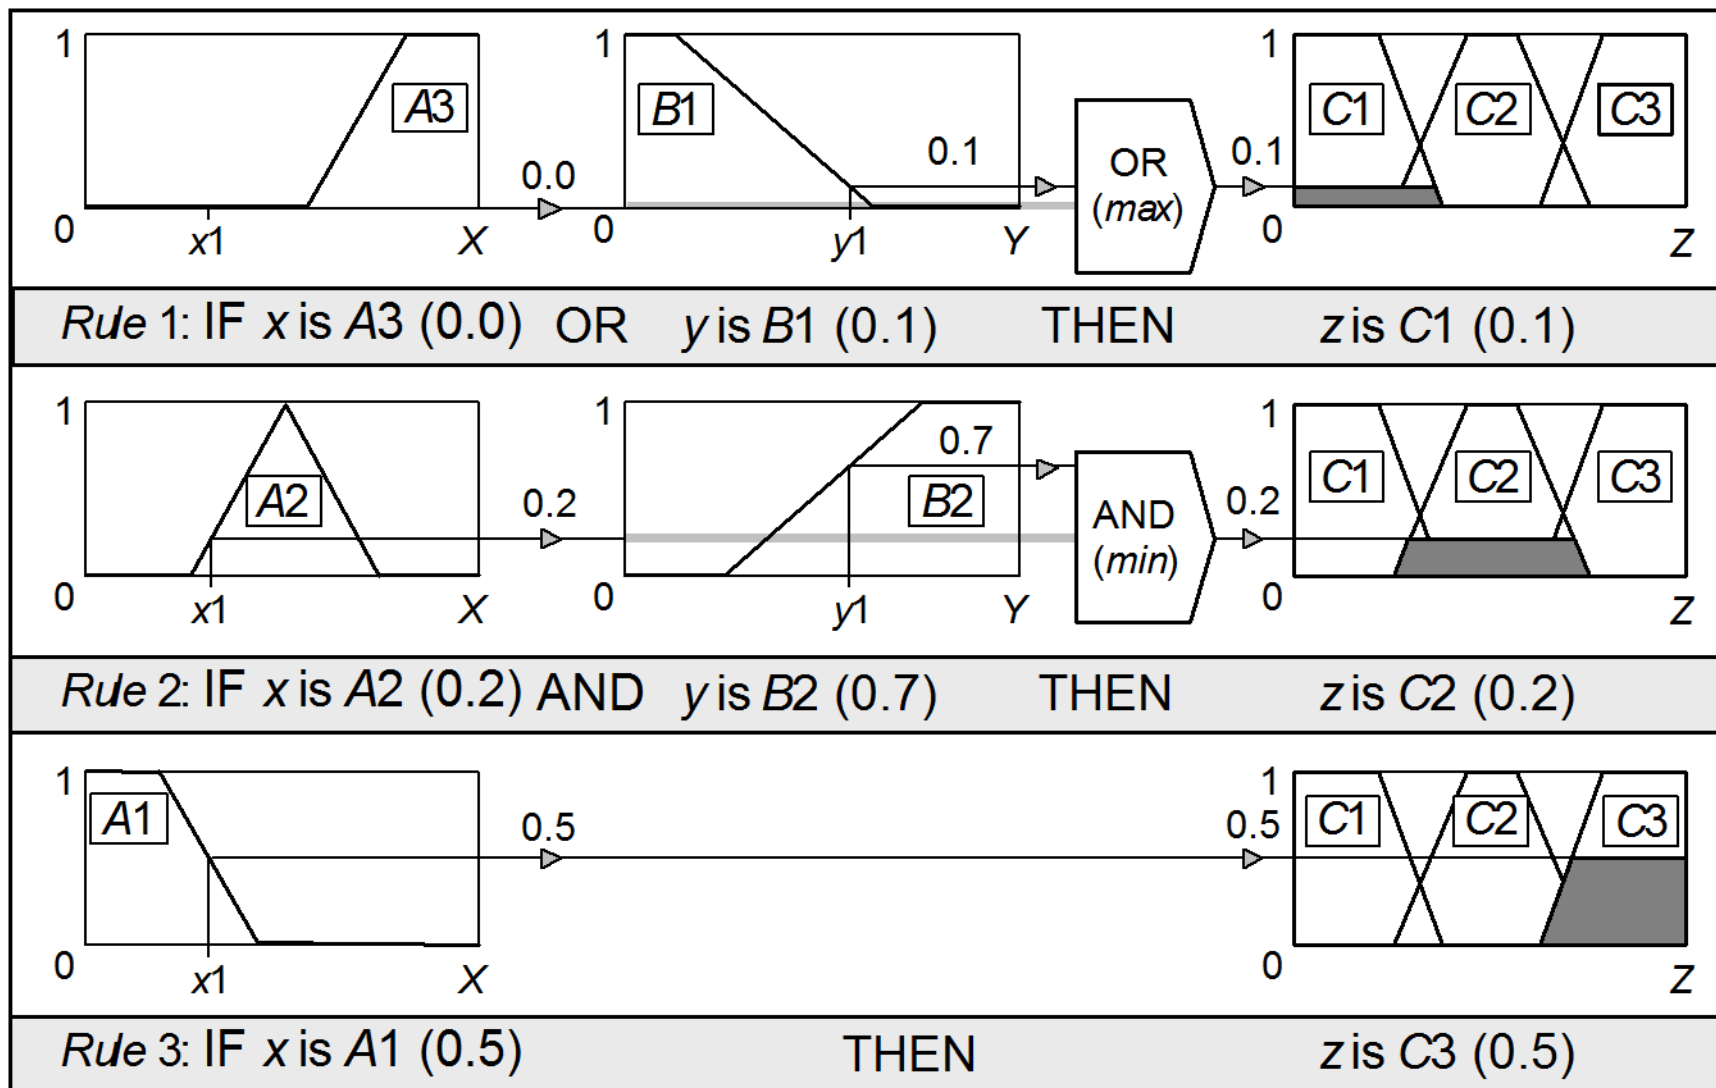 1 A3 0.0 0 x1 X
1 B1 0.1 0 y1 Y
OR
(max)
0.1
1 C1 C2 C3 0 Z
Rule 1: IF x is A3 (0.0) OR y is B1 (0.1) THEN z is C1 (0.1)
1 A2 0.2 0 x1 X
1 0.7 B2 0 y1 Y
AND
(min)
0.2
1 C1 C2 C3 0 Z
Rule 2: IF x is A2 (0.2) AND y is B2 (0.7) THEN z is C2 (0.2)
1 A1 0.5 0 x1 X
1 0.5 C1 C2 C3 0 Z
Rule 3: IF x is A1 (0.5) THEN z is C3 (0.5)